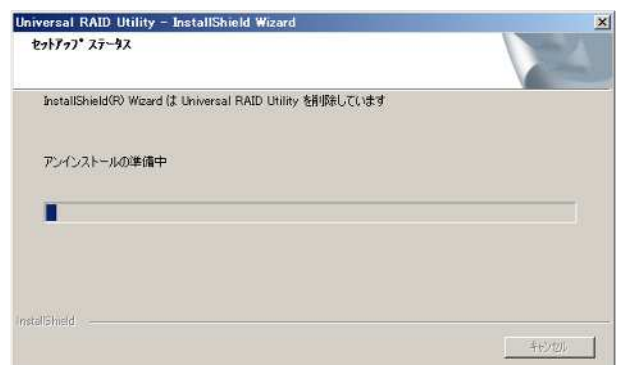 Universal RAID Utility - InstallShield Wizard
セットアップ ステータス
InstallShield(R) Wizard は Universal RAID Utility を削除しています
アンインストールの準備中
InstallShield
キャンセル